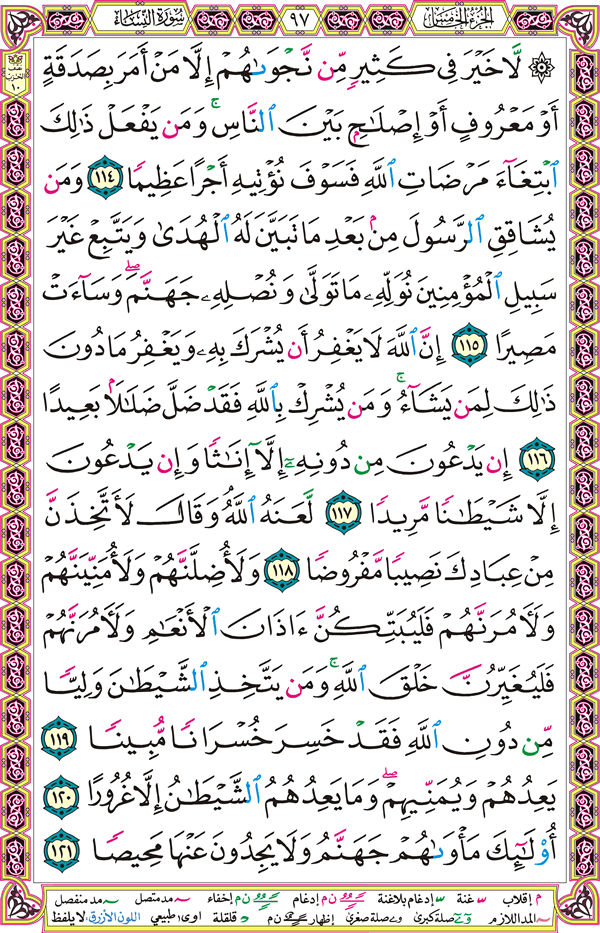 الجزء الخامس
٩٧
سورة النساء
نصف الحزب ١٠
۞ لَّا خَيْرَ فِى كَثِيرٍ مِّن نَّجْوَىٰهُمْ إِلَّا مَنْ أَمَرَ بِصَدَقَةٍ
أَوْ مَعْرُوفٍ أَوْ إِصْلَٰحٍۭ بَيْنَ ٱلنَّاسِ ۚ وَمَن يَفْعَلْ ذَٰلِكَ
ٱبْتِغَآءَ مَرْضَاتِ ٱللَّهِ فَسَوْفَ نُؤْتِيهِ أَجْرًا عَظِيمًا ١١٤ وَمَن
يُشَاقِقِ ٱلرَّسُولَ مِنۢ بَعْدِ مَا تَبَيَّنَ لَهُ ٱلْهُدَىٰ وَيَتَّبِعْ غَيْرَ
سَبِيلِ ٱلْمُؤْمِنِينَ نُوَلِّهِۦ مَا تَوَلَّىٰ وَنُصْلِهِۦ جَهَنَّمَ ۖ وَسَآءَتْ
مَصِيرًا ١١٥ إِنَّ ٱللَّهَ لَا يَغْفِرُ أَن يُشْرَكَ بِهِۦ وَيَغْفِرُ مَا دُونَ
ذَٰلِكَ لِمَن يَشَآءُ ۚ وَمَن يُشْرِكْ بِٱللَّهِ فَقَدْ ضَلَّ ضَلَٰلًۢا بَعِيدًا
١١٦ إِن يَدْعُونَ مِن دُونِهِۦٓ إِلَّآ إِنَٰثًا وَإِن يَدْعُونَ
إِلَّا شَيْطَٰنًا مَّرِيدًا ١١٧ لَّعَنَهُ ٱللَّهُ وَقَالَ لَأَتَّخِذَنَّ
مِنْ عِبَادِكَ نَصِيبًا مَّفْرُوضًا ١١٨ وَلَأُضِلَّنَّهُمْ وَلَأُمَنِّيَنَّهُمْ
وَلَءَامُرَنَّهُمْ فَلَيُبَتِّكُنَّ ءَاذَانَ ٱلْأَنْعَٰمِ وَلَءَامُرَنَّهُمْ
فَلَيُغَيِّرُنَّ خَلْقَ ٱللَّهِ ۚ وَمَن يَتَّخِذِ ٱلشَّيْطَٰنَ وَلِيًّا
مِّن دُونِ ٱللَّهِ فَقَدْ خَسِرَ خُسْرَانًا مُّبِينًا ١١٩
يَعِدُهُمْ وَيُمَنِّيهِمْ ۖ وَمَا يَعِدُهُمُ ٱلشَّيْطَٰنُ إِلَّا غُرُورًا ١٢٠
أُو۟لَٰٓئِكَ مَأْوَىٰهُمْ جَهَنَّمُ وَلَا يَجِدُونَ عَنْهَا مَحِيصًا ١٢١
م إقلاب غنة إدغام بلاغنة ن م إدغام ن م إخفاء مد متصل مد منفصل
المد اللازم صلة كبرى صلة صغرى إظهار ن م قلقلة اوى طبيعي اللون الأزرق: لا يلفظ